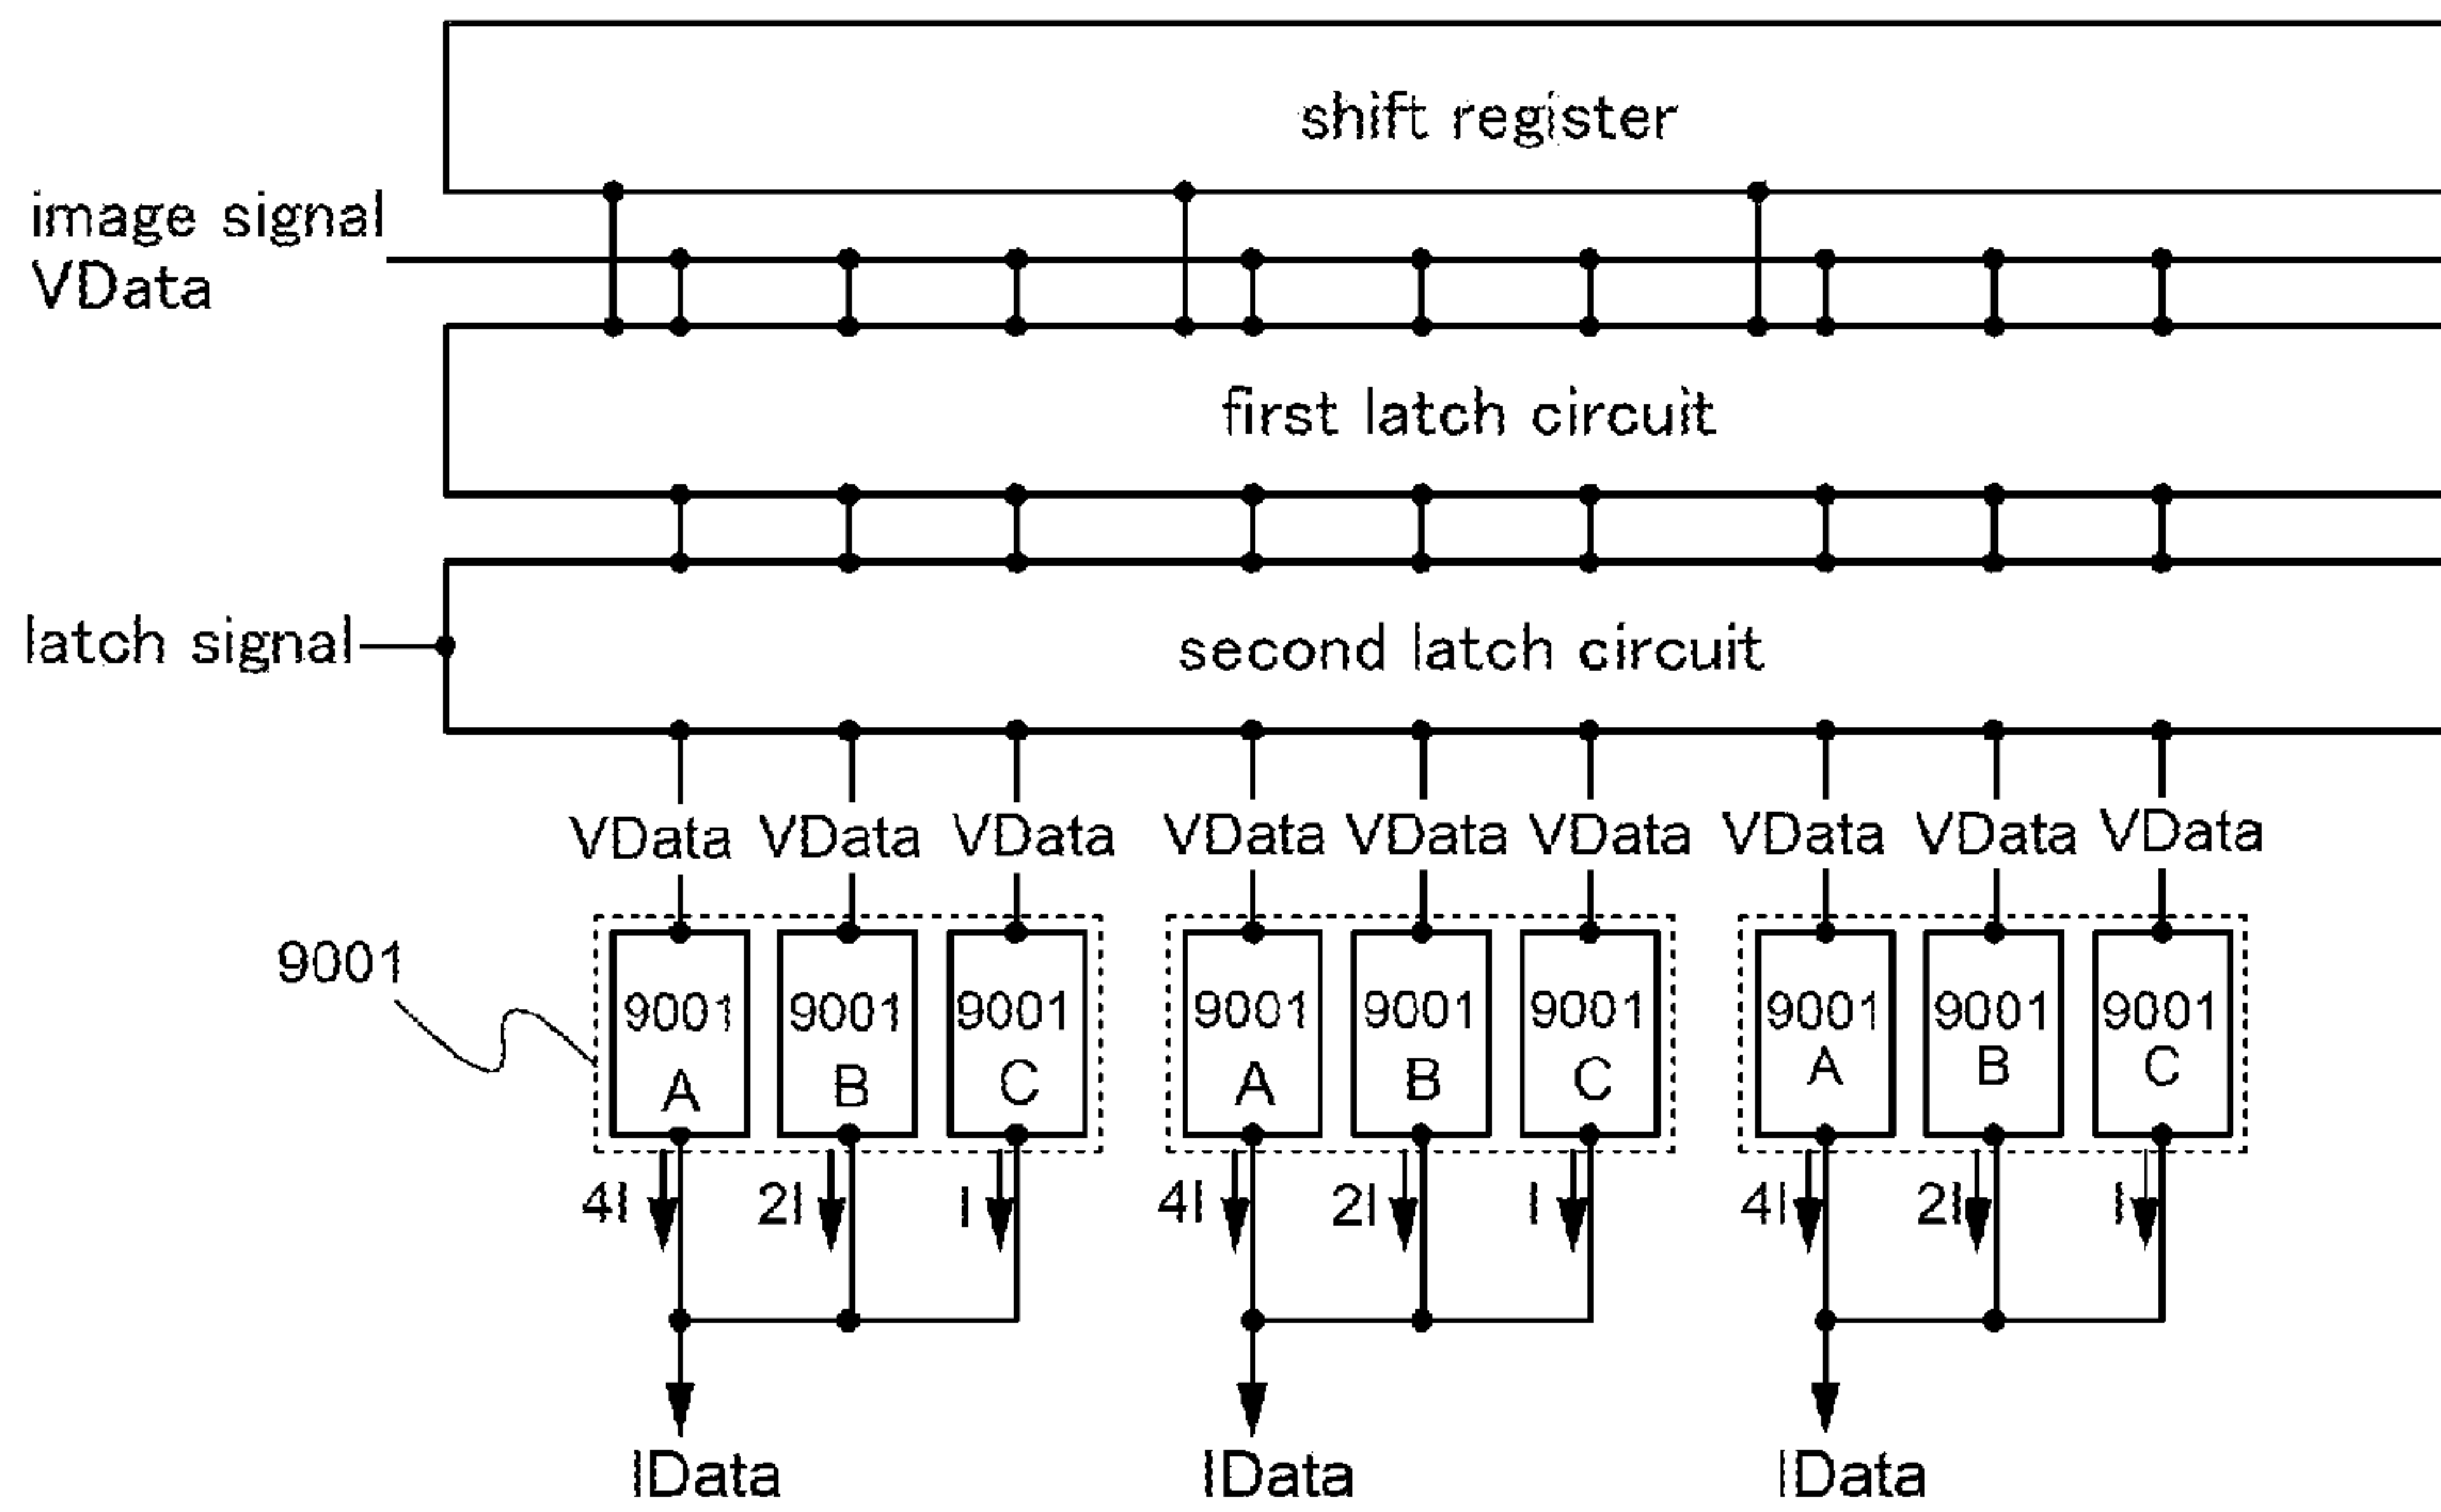 shift register
image signal
VData
first latch circuit
latch signal
second latch circuit
VData VData VData VData VData VData VData VData VData
9001
9001 9001 9001 9001 9001 9001 9001 9001 9001
A B C A B C A B C
4I 2I I 4I 2I I 4I 2I I
IData IData IData